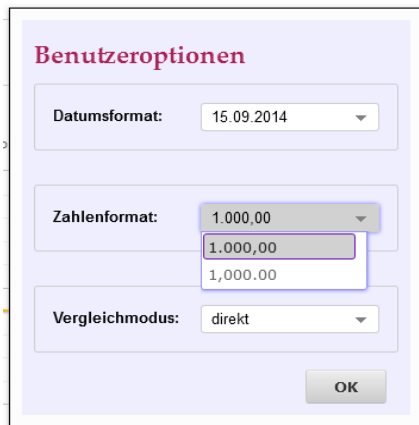 Benutzeroptionen
Datumsformat: 15.09.2014
Zahlenformat: 1.000,00
1.000,00
1,000.00
Vergleichmodus: direkt
OK